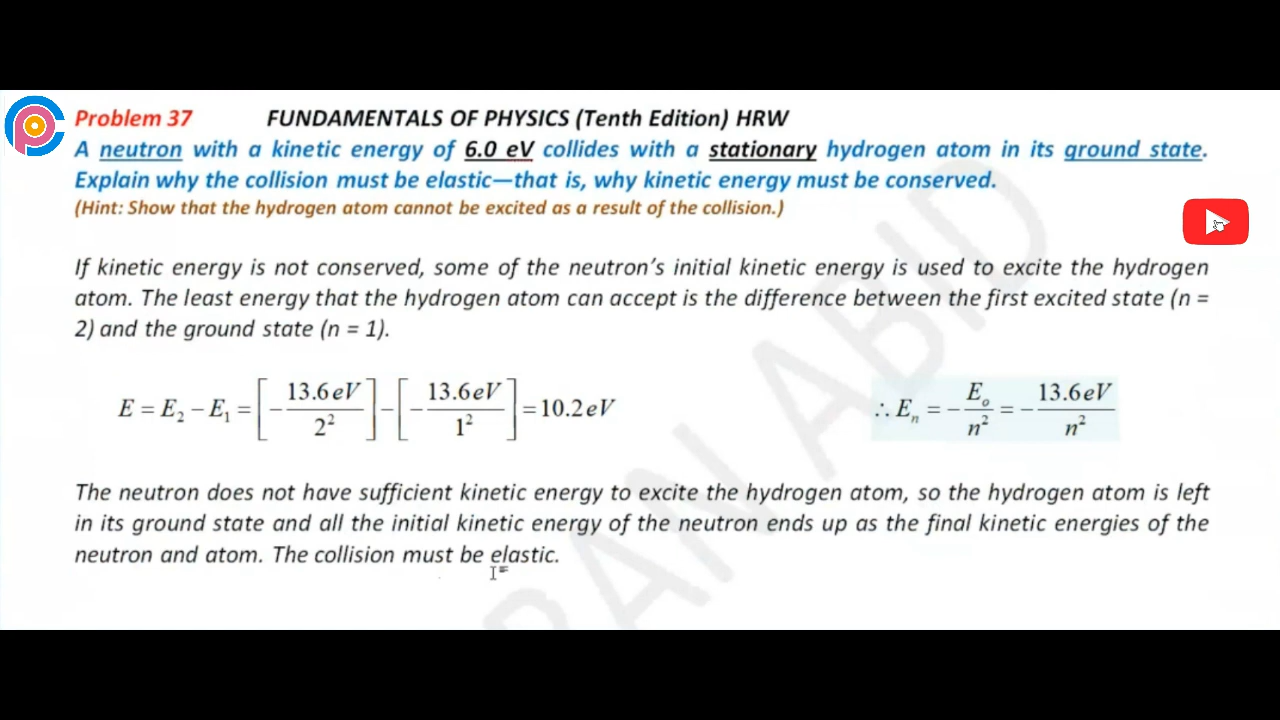 Problem 37 FUNDAMENTALS OF PHYSICS (Tenth Edition) HRW
A neutron with a kinetic energy of 6.0 eV collides with a stationary hydrogen atom in its ground state.
Explain why the collision must be elastic—that is, why kinetic energy must be conserved.
(Hint: Show that the hydrogen atom cannot be excited as a result of the collision.)
If kinetic energy is not conserved, some of the neutron's initial kinetic energy is used to excite the hydrogen
atom. The least energy that the hydrogen atom can accept is the difference between the first excited state (n =
2) and the ground state (n = 1).
E = E₂ − E₁ = [−13.6eV/2²] − [−13.6eV/1²] = 10.2eV ∴ Eₙ = −E₀/n² = −13.6eV/n²
The neutron does not have sufficient kinetic energy to excite the hydrogen atom, so the hydrogen atom is left
in its ground state and all the initial kinetic energy of the neutron ends up as the final kinetic energies of the
neutron and atom. The collision must be elastic.
AN ABID